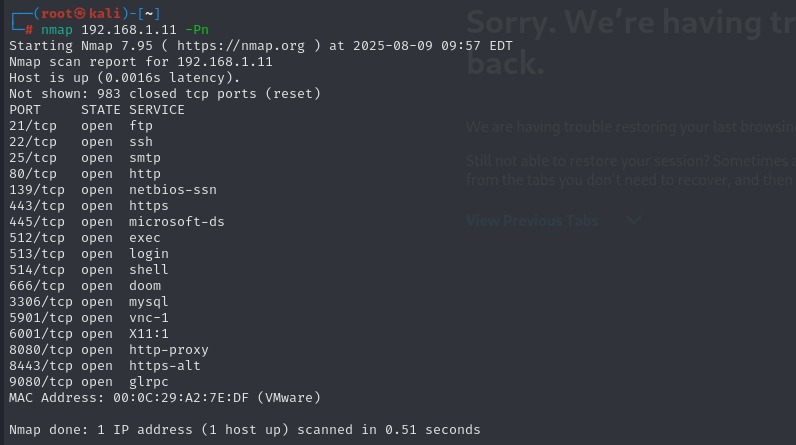 ┌──(root㉿kali)-[~]
└─# nmap 192.168.1.11 -Pn
Starting Nmap 7.95 ( https://nmap.org ) at 2025-08-09 09:57 EDT
Nmap scan report for 192.168.1.11
Host is up (0.0016s latency).
Not shown: 983 closed tcp ports (reset)
PORT     STATE SERVICE
21/tcp   open  ftp
22/tcp   open  ssh
25/tcp   open  smtp
80/tcp   open  http
139/tcp  open  netbios-ssn
443/tcp  open  https
445/tcp  open  microsoft-ds
512/tcp  open  exec
513/tcp  open  login
514/tcp  open  shell
666/tcp  open  doom
3306/tcp open  mysql
5901/tcp open  vnc-1
6001/tcp open  X11:1
8080/tcp open  http-proxy
8443/tcp open  https-alt
9080/tcp open  glrpc
MAC Address: 00:0C:29:A2:7E:DF (VMware)
Nmap done: 1 IP address (1 host up) scanned in 0.51 seconds
Sorry. We're having tr
back.
We are having trouble restoring your last browsin
Still not able to restore your session? Sometimes a
from the tabs you don't need to recover, and then
View Previous Tabs